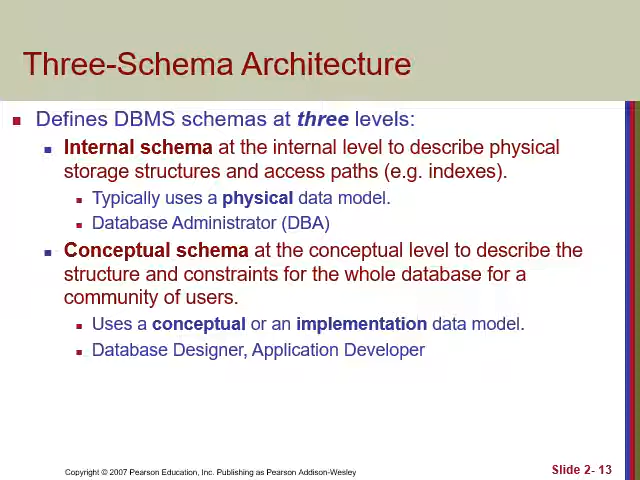 Three-Schema Architecture
Defines DBMS schemas at three levels:
Internal schema at the internal level to describe physical
storage structures and access paths (e.g. indexes).
Typically uses a physical data model.
Database Administrator (DBA)
Conceptual schema at the conceptual level to describe the
structure and constraints for the whole database for a
community of users.
Uses a conceptual or an implementation data model.
Database Designer, Application Developer
Copyright © 2007 Pearson Education, Inc. Publishing as Pearson Addison-Wesley
Slide 2- 13